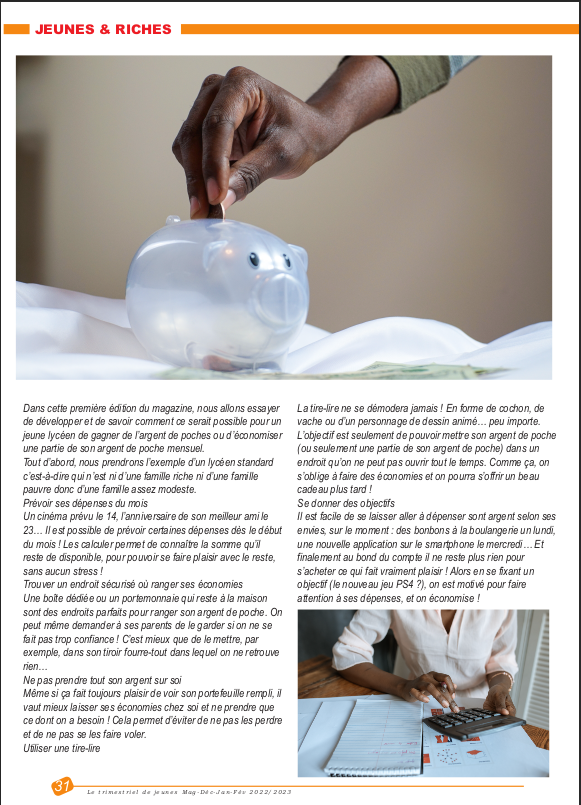 JEUNES & RICHES
Dans cette première édition du magazine, nous allons essayer
de développer et de savoir comment ce serait possible pour un
jeune lycéen de gagner de l'argent de poches ou d'économiser
une partie de son argent de poche mensuel.
Tout d'abord, nous prendrons l'exemple d'un lycéen standard
c'est-à-dire qui n'est ni d'une famille riche ni d'une famille
pauvre donc d'une famille assez modeste.
Prévoir ses dépenses du mois
Un cinéma prévu le 14, l'anniversaire de son meilleur ami le
23… Il est possible de prévoir certaines dépenses dès le début
du mois ! Les calculer permet de connaître la somme qu'il
reste de disponible, pour pouvoir se faire plaisir avec le reste,
sans aucun stress !
Trouver un endroit sécurisé où ranger ses économies
Une boîte dédiée ou un portemonnaie qui reste à la maison
sont des endroits parfaits pour ranger son argent de poche. On
peut même demander à ses parents de le garder si on ne se
fait pas trop confiance ! C'est mieux que de le mettre, par
exemple, dans son tiroir fourre-tout dans lequel on ne retrouve
rien…
Ne pas prendre tout son argent sur soi
Même si ça fait toujours plaisir de voir son portefeuille rempli, il
vaut mieux laisser ses économies chez soi et ne prendre que
ce dont on a besoin ! Cela permet d'éviter de ne pas les perdre
et de ne pas se les faire voler.
Utiliser une tire-lire
La tire-lire ne se démodera jamais ! En forme de cochon, de
vache ou d'un personnage de dessin animé… peu importe.
L'objectif est seulement de pouvoir mettre son argent de poche
(ou seulement une partie de son argent de poche) dans un
endroit qu'on ne peut pas ouvrir tout le temps. Comme ça, on
s'oblige à faire des économies et on pourra s'offrir un beau
cadeau plus tard !
Se donner des objectifs
Il est facile de se laisser aller à dépenser sont argent selon ses
envies, sur le moment : des bonbons à la boulangerie un lundi,
une nouvelle application sur le smartphone le mercredi… Et
finalement au bond du compte il ne reste plus rien pour
s'acheter ce qui fait vraiment plaisir ! Alors en se fixant un
objectif (le nouveau jeu PS4 ?), on est motivé pour faire
attention à ses dépenses, et on économise !
31
Le trimestriel de jeunes Mag-Déc-Jan-Fév 2022/2023